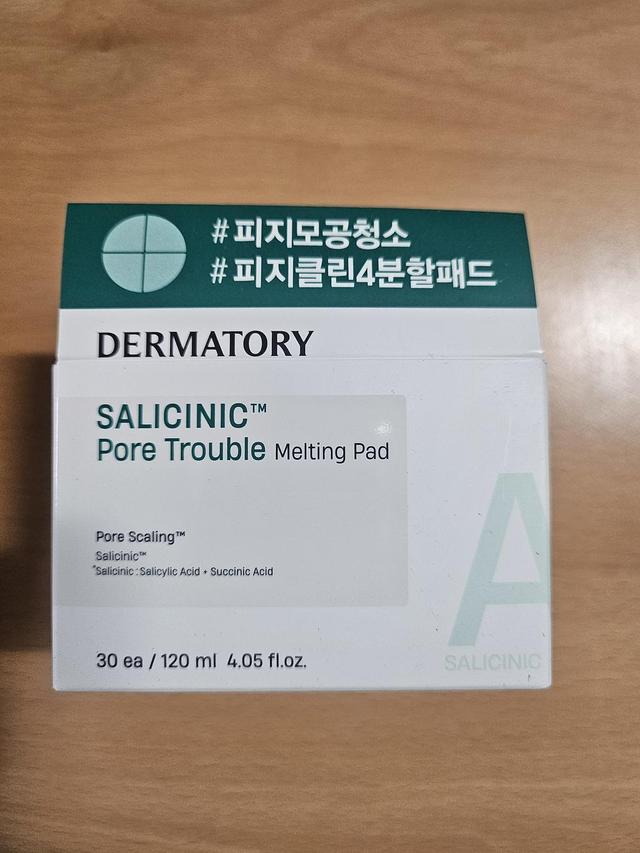 #피지모공청소
#피지클린4분할패드
DERMATORY
SALICINIC™
Pore Trouble Melting Pad
Pore Scaling™
Salicinic™
*Salicinic : Salicylic Acid + Succinic Acid
A
SALICINIC
30 ea / 120 ml 4.05 fl.oz.